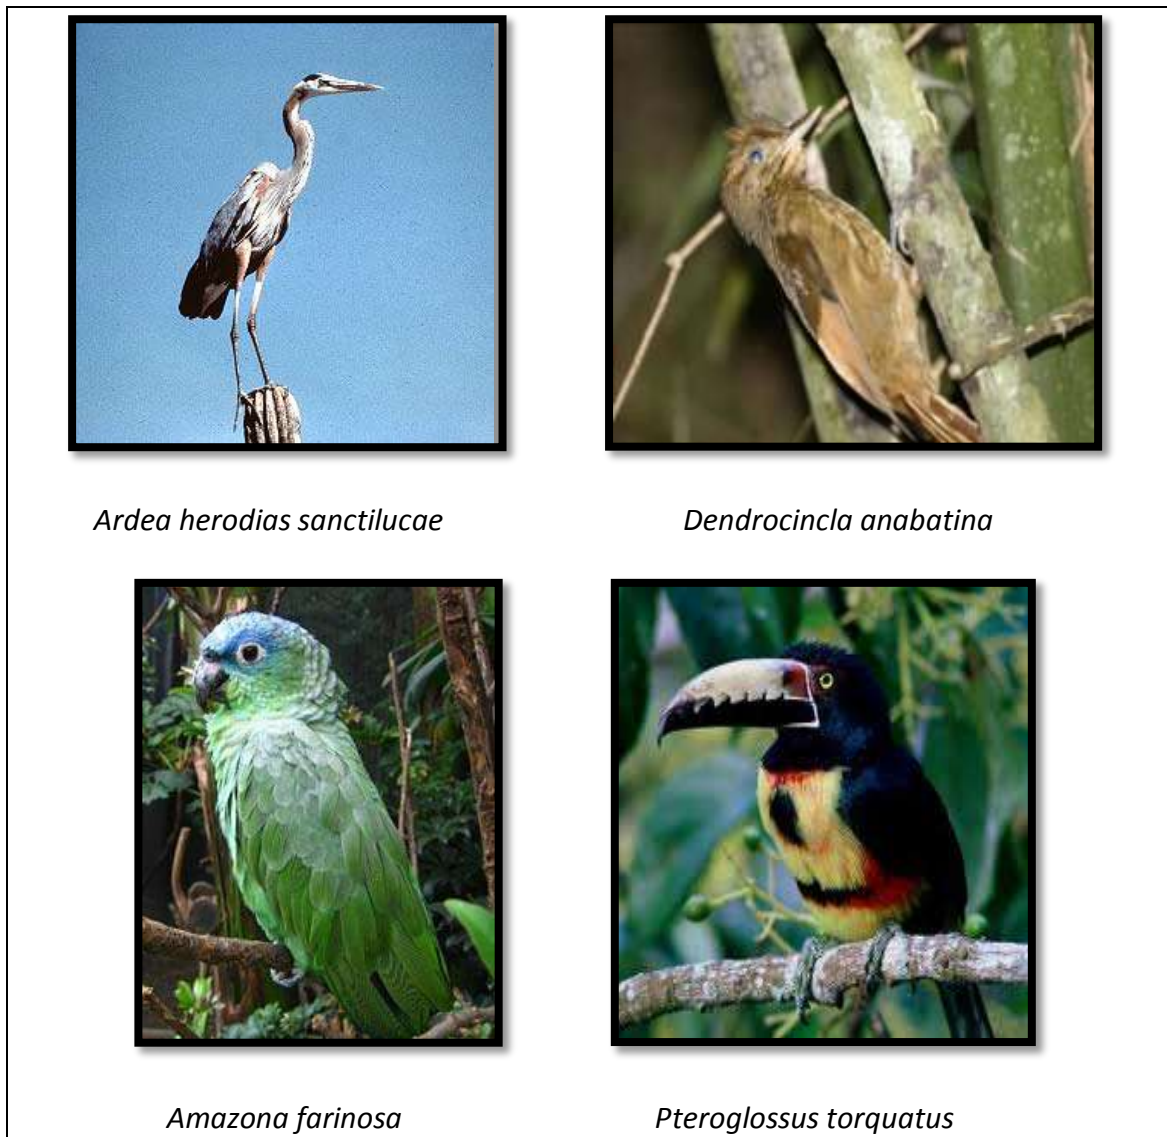 Ardea herodias sanctilucae
Dendrocincla anabatina
Amazona farinosa
Pteroglossus torquatus